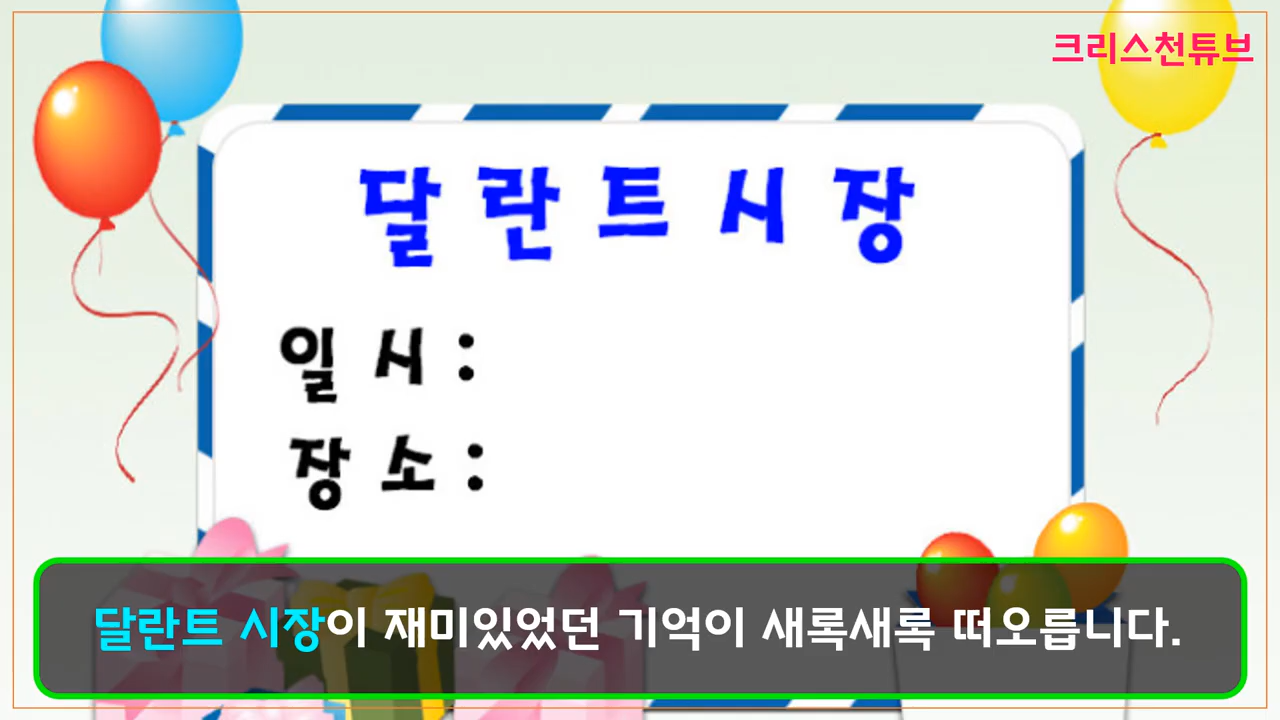 크리스천튜브
달란트시장
일시:
장소:
달란트 시장이 재미있었던 기억이 새록새록 떠오릅니다.